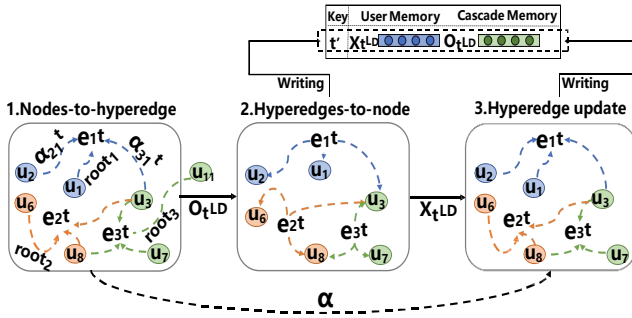 Key User Memory Cascade Memory
t' XtLD OtLD
Writing Writing
1.Nodes-to-hyperedge 2.Hyperedges-to-node 3.Hyperedge update
α21t e1t α31t e1t e1t
u2 root1 u11 u2 u2
u1 u1 u1
u6 u3 u6 u3 u6 u3
e2t root3 OtLD e2t XtLD e2t
e3t e3t e3t
root2 u8 u7 u8 u7 u8 u7
α